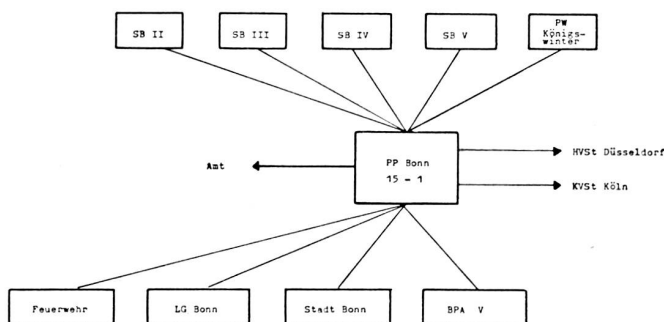 SB II
SB III
SB IV
SB V
PW
Königs-
winter
Amt
PP Bonn
15 - 1
HVSt Düsseldorf
KVSt Köln
Feuerwehr
LG Bonn
Stadt Bonn
BPA V